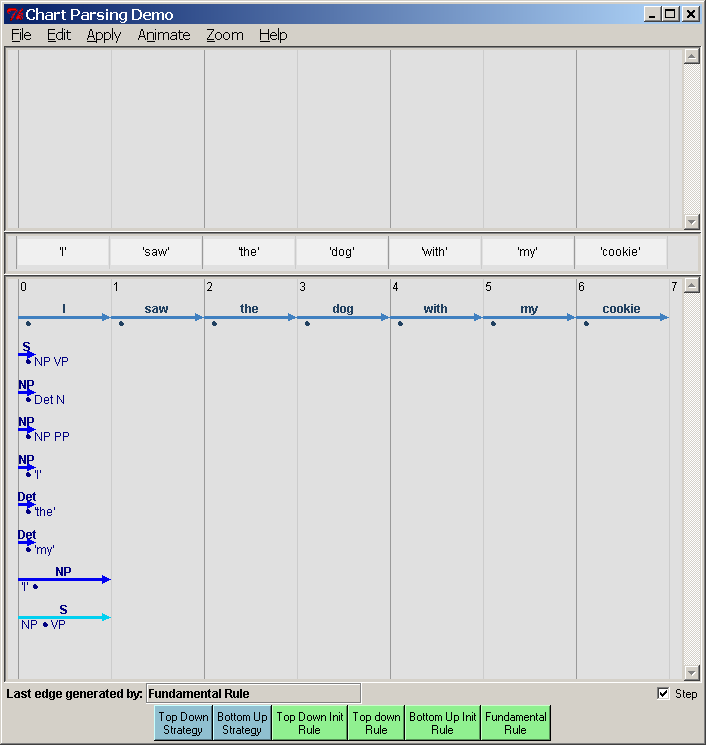 Chart Parsing Demo
File Edit Apply Animate Zoom Help
'I' 'saw' 'the' 'dog' 'with' 'my' 'cookie'
0 1 2 3 4 5 6 7
I saw the dog with my cookie
•  •  •  •  •  •  •
S
• NP VP
NP
• Det N
NP
• NP PP
NP
• 'I'
Det
• 'the'
Det
• 'my'
NP
'I' •
S
NP • VP
Last edge generated by: Fundamental Rule Step
Top Down Strategy Bottom Up Strategy Top Down Init Rule Top down Rule Bottom Up Init Rule Fundamental Rule